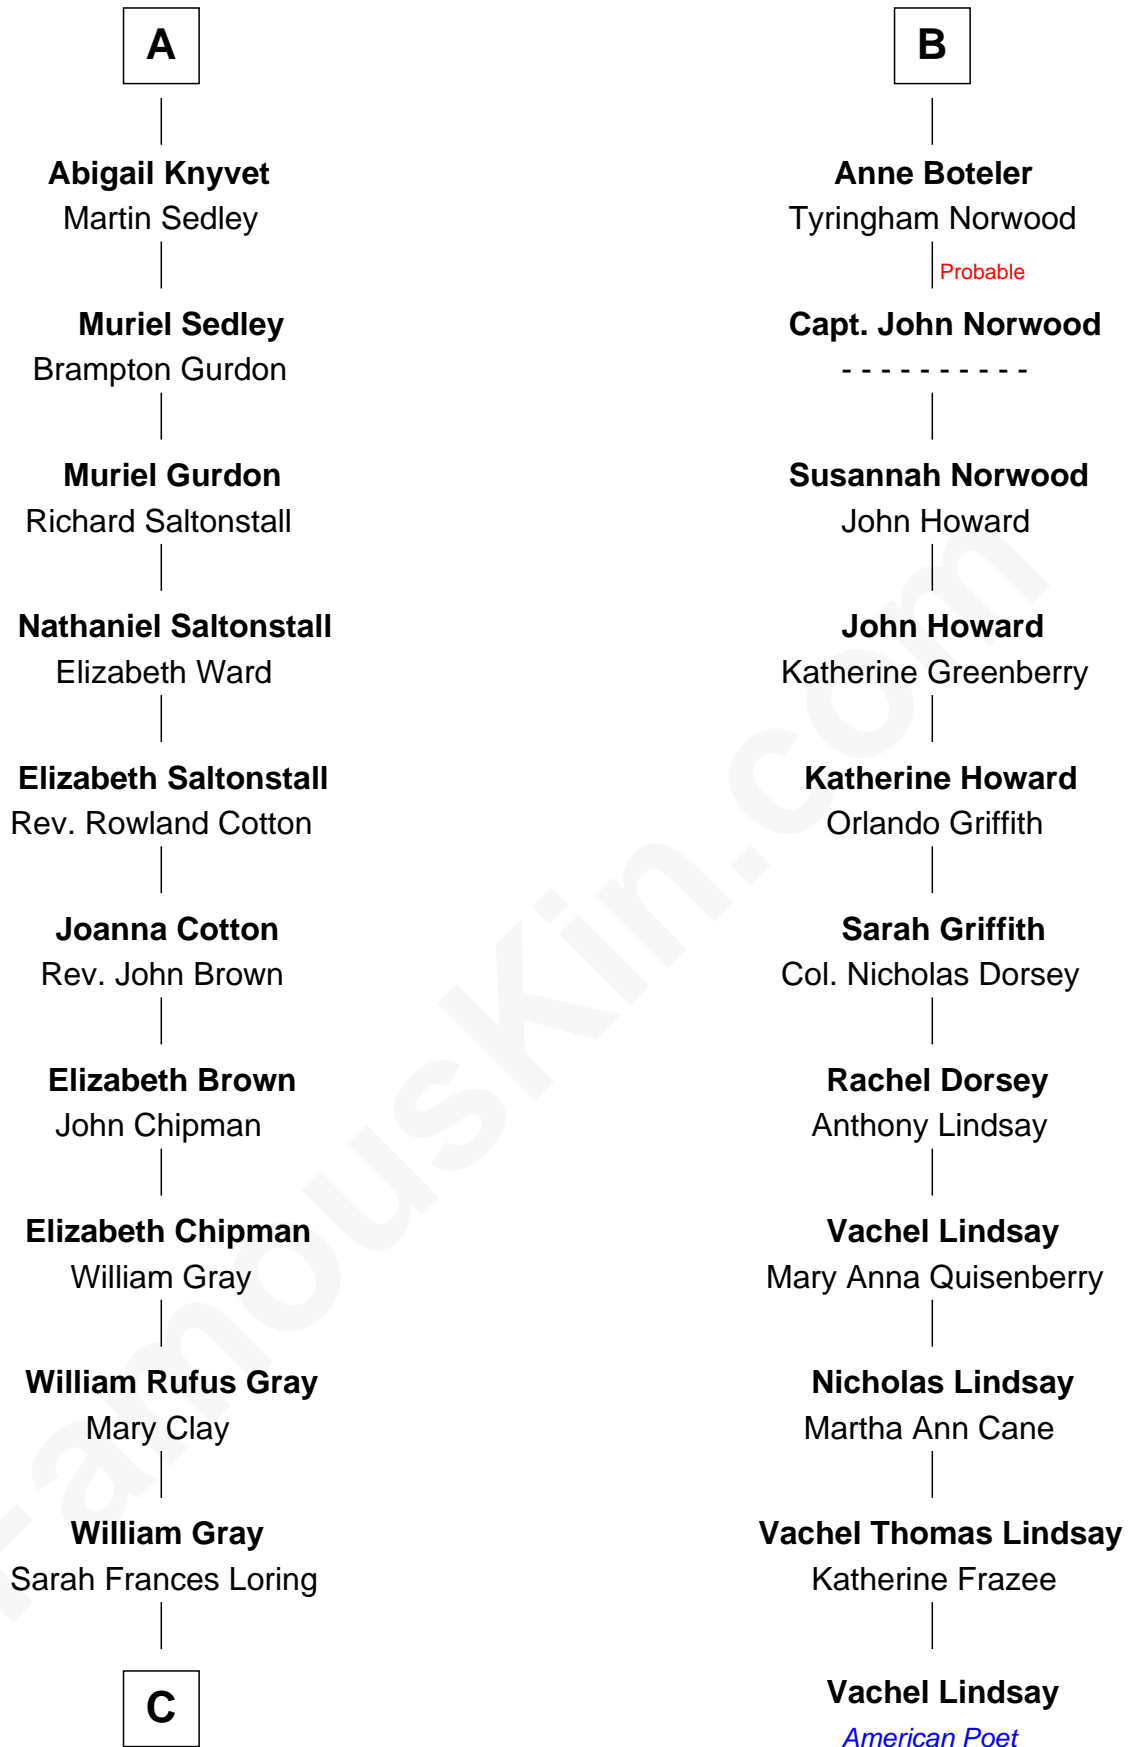 A
Abigail Knyvet
Martin Sedley
Muriel Sedley
Brampton Gurdon
Muriel Gurdon
Richard Saltonstall
Nathaniel Saltonstall
Elizabeth Ward
Elizabeth Saltonstall
Rev. Rowland Cotton
Joanna Cotton
Rev. John Brown
Elizabeth Brown
John Chipman
Elizabeth Chipman
William Gray
William Rufus Gray
Mary Clay
William Gray
Sarah Frances Loring
C
B
Anne Boteler
Tyringham Norwood
Probable
Capt. John Norwood
- - - - - - - - - -
Susannah Norwood
John Howard
John Howard
Katherine Greenberry
Katherine Howard
Orlando Griffith
Sarah Griffith
Col. Nicholas Dorsey
Rachel Dorsey
Anthony Lindsay
Vachel Lindsay
Mary Anna Quisenberry
Nicholas Lindsay
Martha Ann Cane
Vachel Thomas Lindsay
Katherine Frazee
Vachel Lindsay
American Poet
FamousKin.com